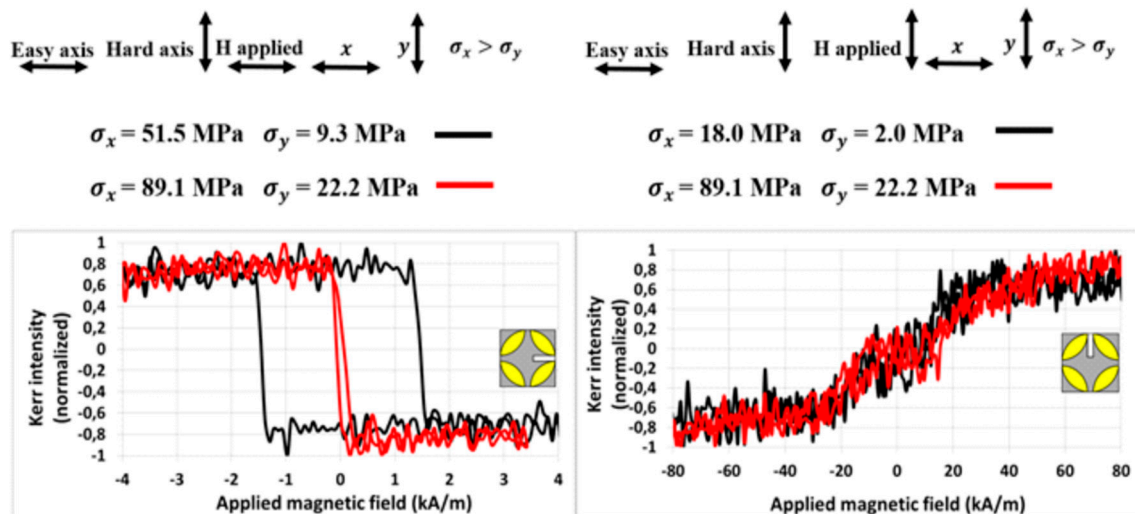 Easy axis Hard axis H applied x y σx > σy
σx = 51.5 MPa σy = 9.3 MPa
σx = 89.1 MPa σy = 22.2 MPa
Kerr intensity
(normalized)
1
0,8
0,6
0,4
0,2
0
-0,2
-0,4
-0,6
-0,8
-1
-4 -3 -2 -1 0 1 2 3 4
Applied magnetic field (kA/m)
Easy axis Hard axis H applied x y σx > σy
σx = 18.0 MPa σy = 2.0 MPa
σx = 89.1 MPa σy = 22.2 MPa
Kerr intensity
(normalized)
1
0,8
0,6
0,4
0,2
0
-0,2
-0,4
-0,6
-0,8
-1
-80 -60 -40 -20 0 20 40 60 80
Applied magnetic field (kA/m)